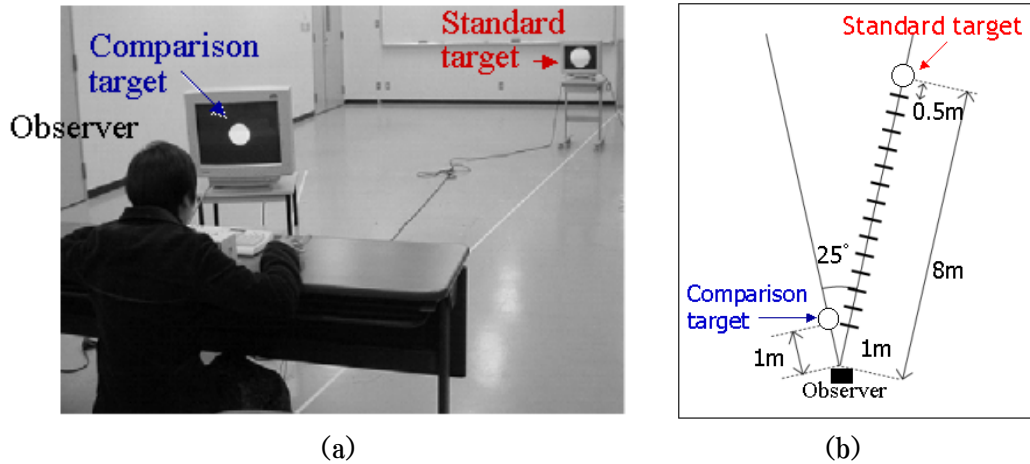 Comparison
target
Standard
target
Observer
(a)
Standard target
0.5m
25°
8m
Comparison
target
1m
1m
Observer
(b)